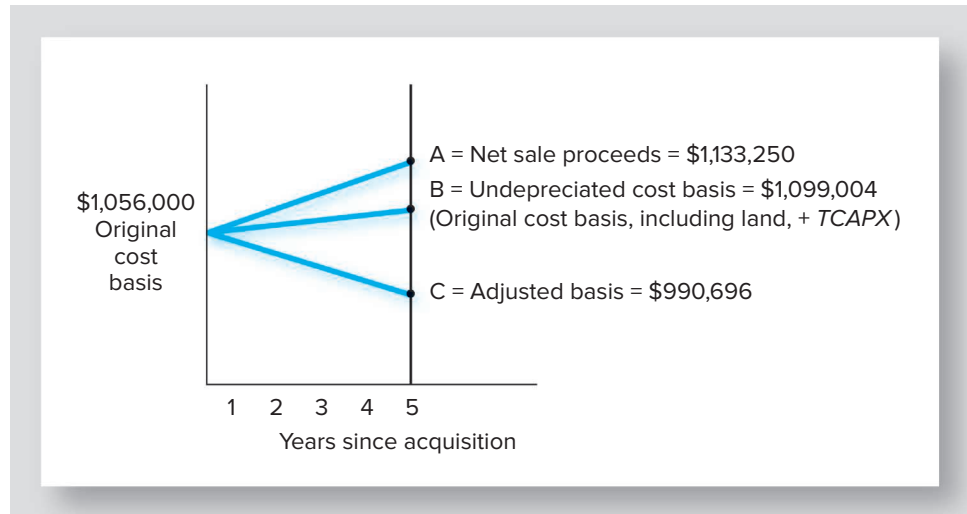 A = Net sale proceeds = $1,133,250
$1,056,000
Original
cost
basis
B = Undepreciated cost basis = $1,099,004
(Original cost basis, including land, + TCAPX)
C = Adjusted basis = $990,696
1 2 3 4 5
Years since acquisition